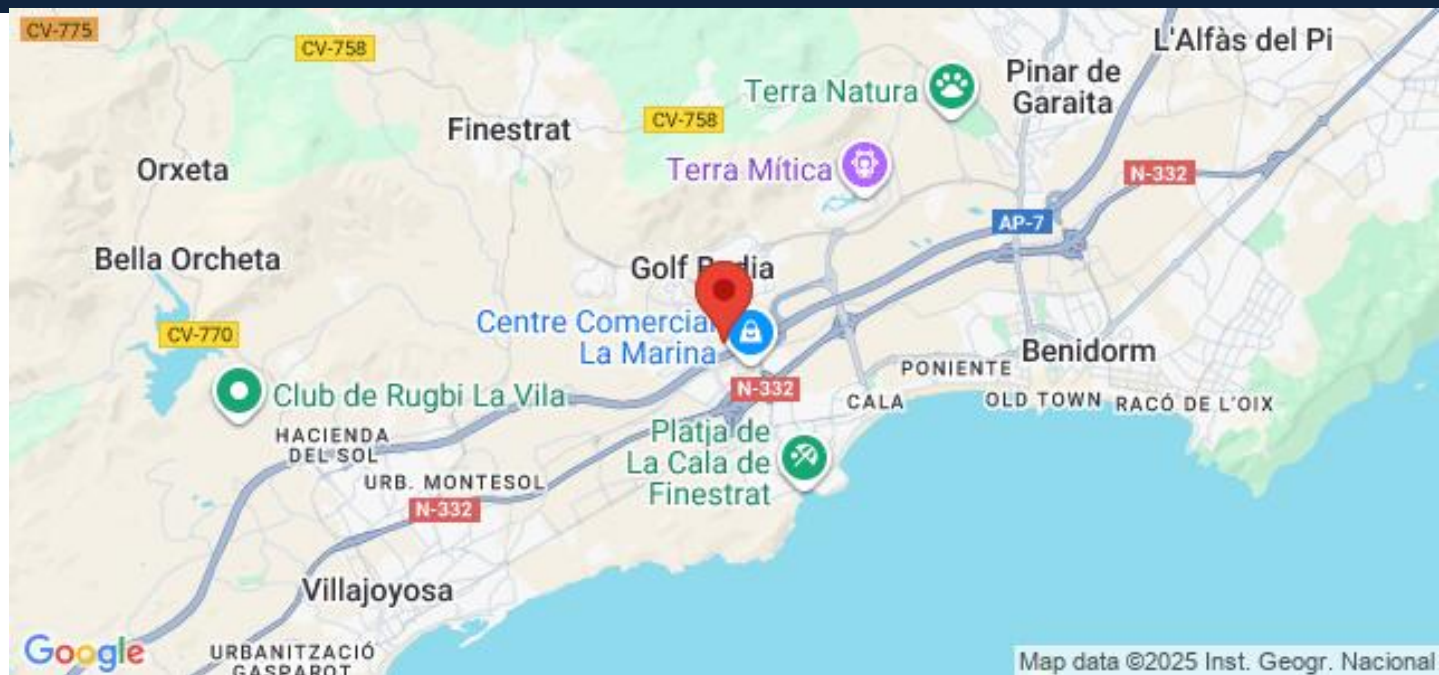 CV-775
CV-758
L'Alfàs del Pi
Terra Natura
Pinar de
Garaita
Finestrat
CV-758
Orxeta
Terra Mítica
N-332
AP-7
Bella Orcheta
Golf
CV-770
Centre Comercial
La Marina
Benidorm
PONIENTE
N-332
CALA
OLD TOWN
RACÓ DE L'OIX
Club de Rugbi La Vila
HACIENDA
DEL SOL
Platja de
La Cala de
Finestrat
URB. MONTESOL
N-332
Villajoyosa
Google
URBANITZACIÓ
GASPAROT
Map data ©2025 Inst. Geogr. Nacional